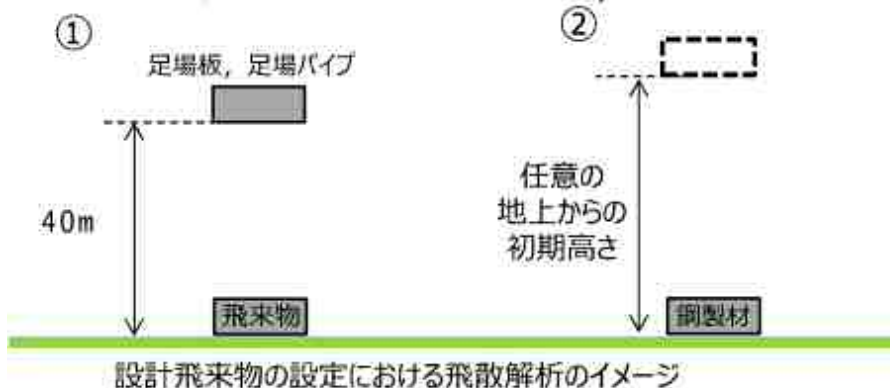 ①
足場板，足場パイプ
40m
飛来物
②
任意の
地上からの
初期高さ
鋼製材
設計飛来物の設定における飛散解析のイメージ